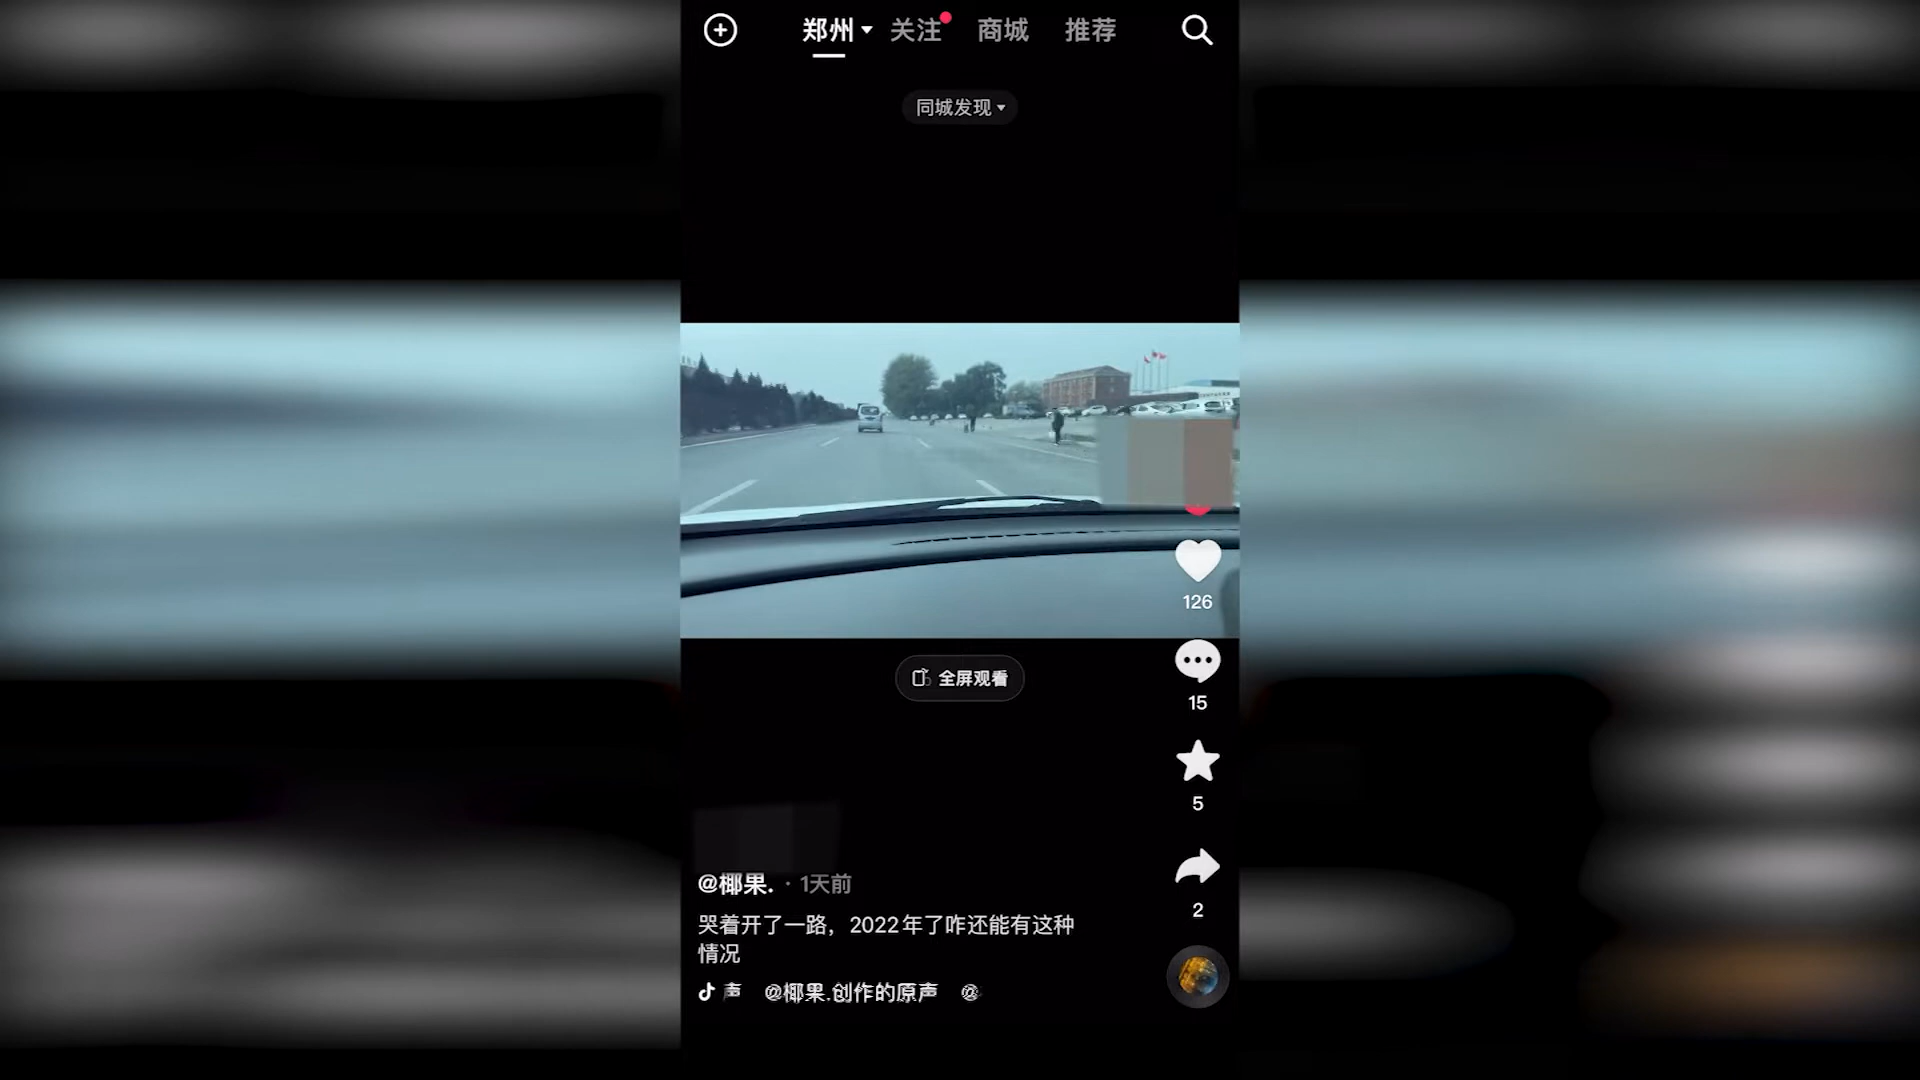 郑州 关注 商城 推荐
同城发现
126
全屏观看
15
5
@椰果. · 1天前
2
哭着开了一路，2022年了咋还能有这种
情况
声 @椰果.创作的原声 @